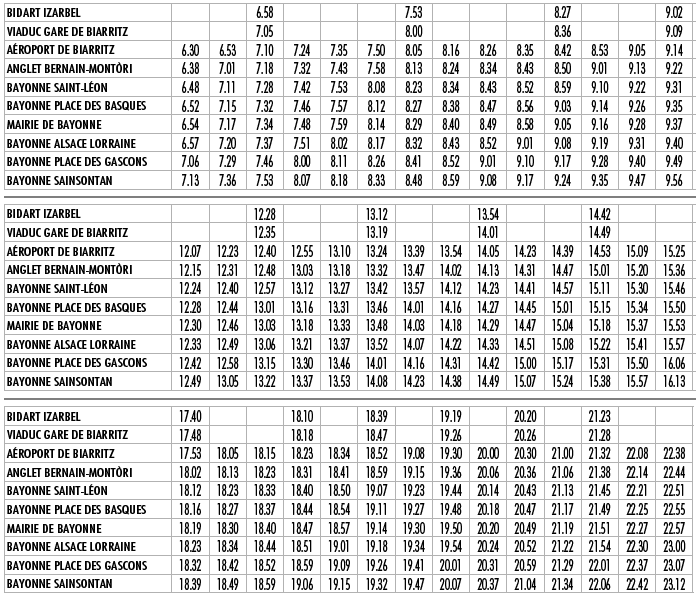 BIDART IZARBEL 6.58 7.53 8.27 9.02
VIADUC GARE DE BIARRITZ 7.05 8.00 8.36 9.09
AÉROPORT DE BIARRITZ 6.30 6.53 7.10 7.24 7.35 7.50 8.05 8.16 8.26 8.35 8.42 8.53 9.05 9.14
ANGLET BERNAIN-MONTÒRI 6.38 7.01 7.18 7.32 7.43 7.58 8.13 8.24 8.34 8.43 8.50 9.01 9.13 9.22
BAYONNE SAINT-LÉON 6.48 7.11 7.28 7.42 7.53 8.08 8.23 8.34 8.43 8.52 8.59 9.10 9.22 9.31
BAYONNE PLACE DES BASQUES 6.52 7.15 7.32 7.46 7.57 8.12 8.27 8.38 8.47 8.56 9.03 9.14 9.26 9.35
MAIRIE DE BAYONNE 6.54 7.17 7.34 7.48 7.59 8.14 8.29 8.40 8.49 8.58 9.05 9.16 9.28 9.37
BAYONNE ALSACE LORRAINE 6.57 7.20 7.37 7.51 8.02 8.17 8.32 8.43 8.52 9.01 9.08 9.19 9.31 9.40
BAYONNE PLACE DES GASCONS 7.06 7.29 7.46 8.00 8.11 8.26 8.41 8.52 9.01 9.10 9.17 9.28 9.40 9.49
BAYONNE SAINSONTAN 7.13 7.36 7.53 8.07 8.18 8.33 8.48 8.59 9.08 9.17 9.24 9.35 9.47 9.56
BIDART IZARBEL 12.28 13.12 13.54 14.42
VIADUC GARE DE BIARRITZ 12.35 13.19 14.01 14.49
AÉROPORT DE BIARRITZ 12.07 12.23 12.40 12.55 13.10 13.24 13.39 13.54 14.05 14.23 14.39 14.53 15.09 15.25
ANGLET BERNAIN-MONTÒRI 12.15 12.31 12.48 13.03 13.18 13.32 13.47 14.02 14.13 14.31 14.47 15.01 15.20 15.36
BAYONNE SAINT-LÉON 12.24 12.40 12.57 13.12 13.27 13.42 13.57 14.12 14.23 14.41 14.57 15.11 15.30 15.46
BAYONNE PLACE DES BASQUES 12.28 12.44 13.01 13.16 13.31 13.46 14.01 14.16 14.27 14.45 15.01 15.15 15.34 15.50
MAIRIE DE BAYONNE 12.30 12.46 13.03 13.18 13.33 13.48 14.03 14.18 14.29 14.47 15.04 15.18 15.37 15.53
BAYONNE ALSACE LORRAINE 12.33 12.49 13.06 13.21 13.37 13.52 14.07 14.22 14.33 14.51 15.08 15.22 15.41 15.57
BAYONNE PLACE DES GASCONS 12.42 12.58 13.15 13.30 13.46 14.01 14.16 14.31 14.42 15.00 15.17 15.31 15.50 16.06
BAYONNE SAINSONTAN 12.49 13.05 13.22 13.37 13.53 14.08 14.23 14.38 14.49 15.07 15.24 15.38 15.57 16.13
BIDART IZARBEL 17.40 18.10 18.39 19.19 20.20 21.23
VIADUC GARE DE BIARRITZ 17.48 18.18 18.47 19.26 20.26 21.28
AÉROPORT DE BIARRITZ 17.53 18.05 18.15 18.23 18.34 18.52 19.08 19.30 20.00 20.30 21.00 21.32 22.08 22.38
ANGLET BERNAIN-MONTÒRI 18.02 18.13 18.23 18.31 18.41 18.59 19.15 19.36 20.06 20.36 21.06 21.38 22.14 22.44
BAYONNE SAINT-LÉON 18.12 18.23 18.33 18.40 18.50 19.07 19.23 19.44 20.14 20.43 21.13 21.45 22.21 22.51
BAYONNE PLACE DES BASQUES 18.16 18.27 18.37 18.44 18.54 19.11 19.27 19.48 20.18 20.47 21.17 21.49 22.25 22.55
MAIRIE DE BAYONNE 18.19 18.30 18.40 18.47 18.57 19.14 19.30 19.50 20.20 20.49 21.19 21.51 22.27 22.57
BAYONNE ALSACE LORRAINE 18.23 18.34 18.44 18.51 19.01 19.18 19.34 19.54 20.24 20.52 21.22 21.54 22.30 23.00
BAYONNE PLACE DES GASCONS 18.32 18.42 18.52 18.59 19.09 19.26 19.41 20.01 20.31 20.59 21.29 22.01 22.37 23.07
BAYONNE SAINSONTAN 18.39 18.49 18.59 19.06 19.15 19.32 19.47 20.07 20.37 21.04 21.34 22.06 22.42 23.12